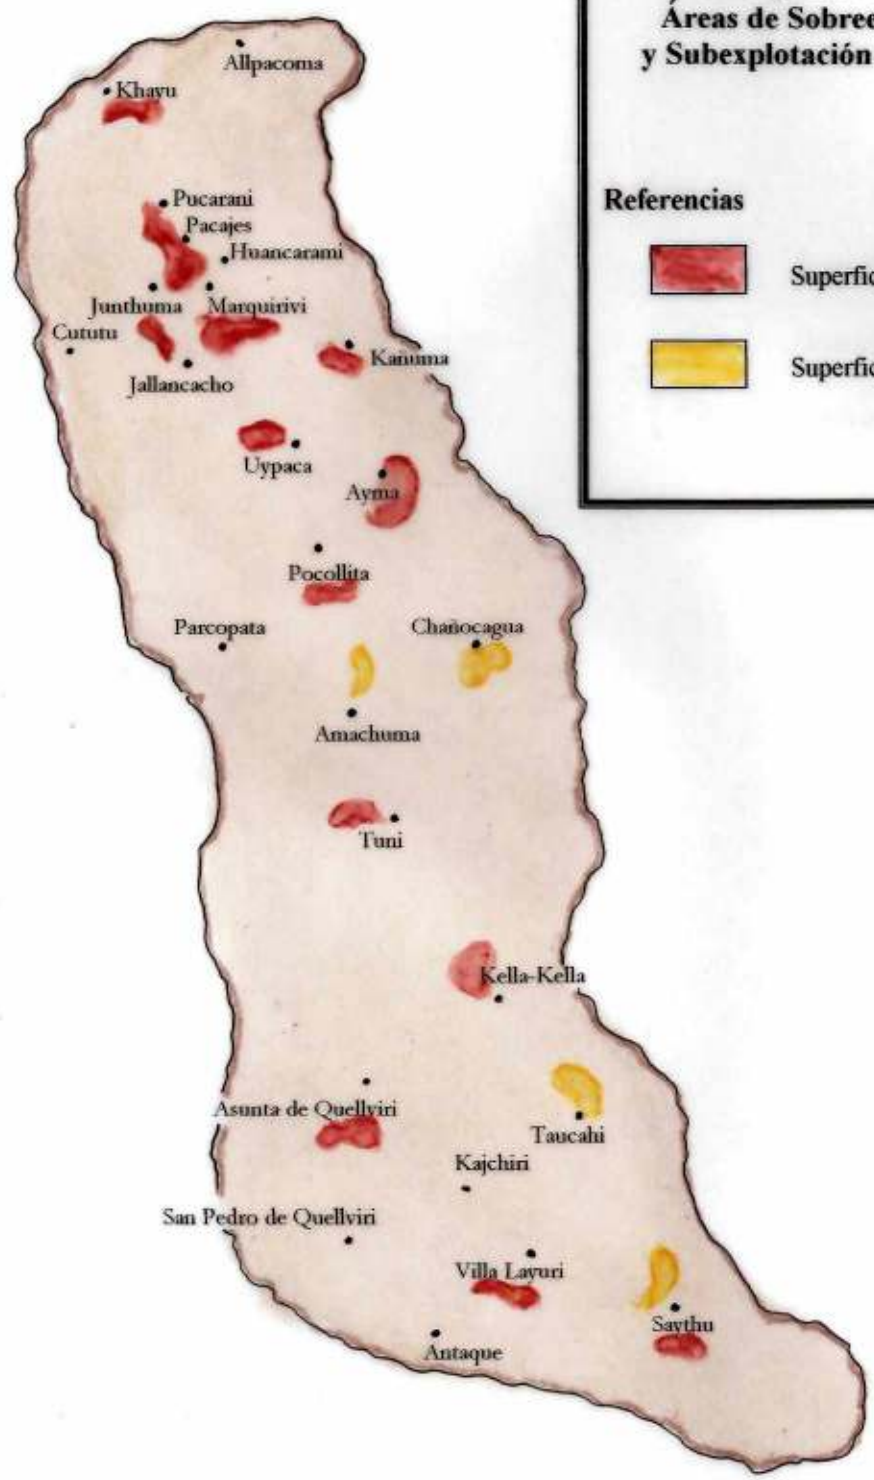 Áreas de Sobree
y Subexplotación
Referencias
Superfic
Superfic
Allpacoma
Khayu
Pucarani
Pacajes
Huancarami
Junthuma
Marquirivi
Cututu
Kañuma
Jallancacho
Uypaca
Ayma
Pocollita
Parcopata
Chañocagua
Amachuma
Tuni
Kella-Kella
Asunta de Quellviri
Taucahi
Kajchiri
San Pedro de Quellviri
Villa Layuri
Saythu
Antaque